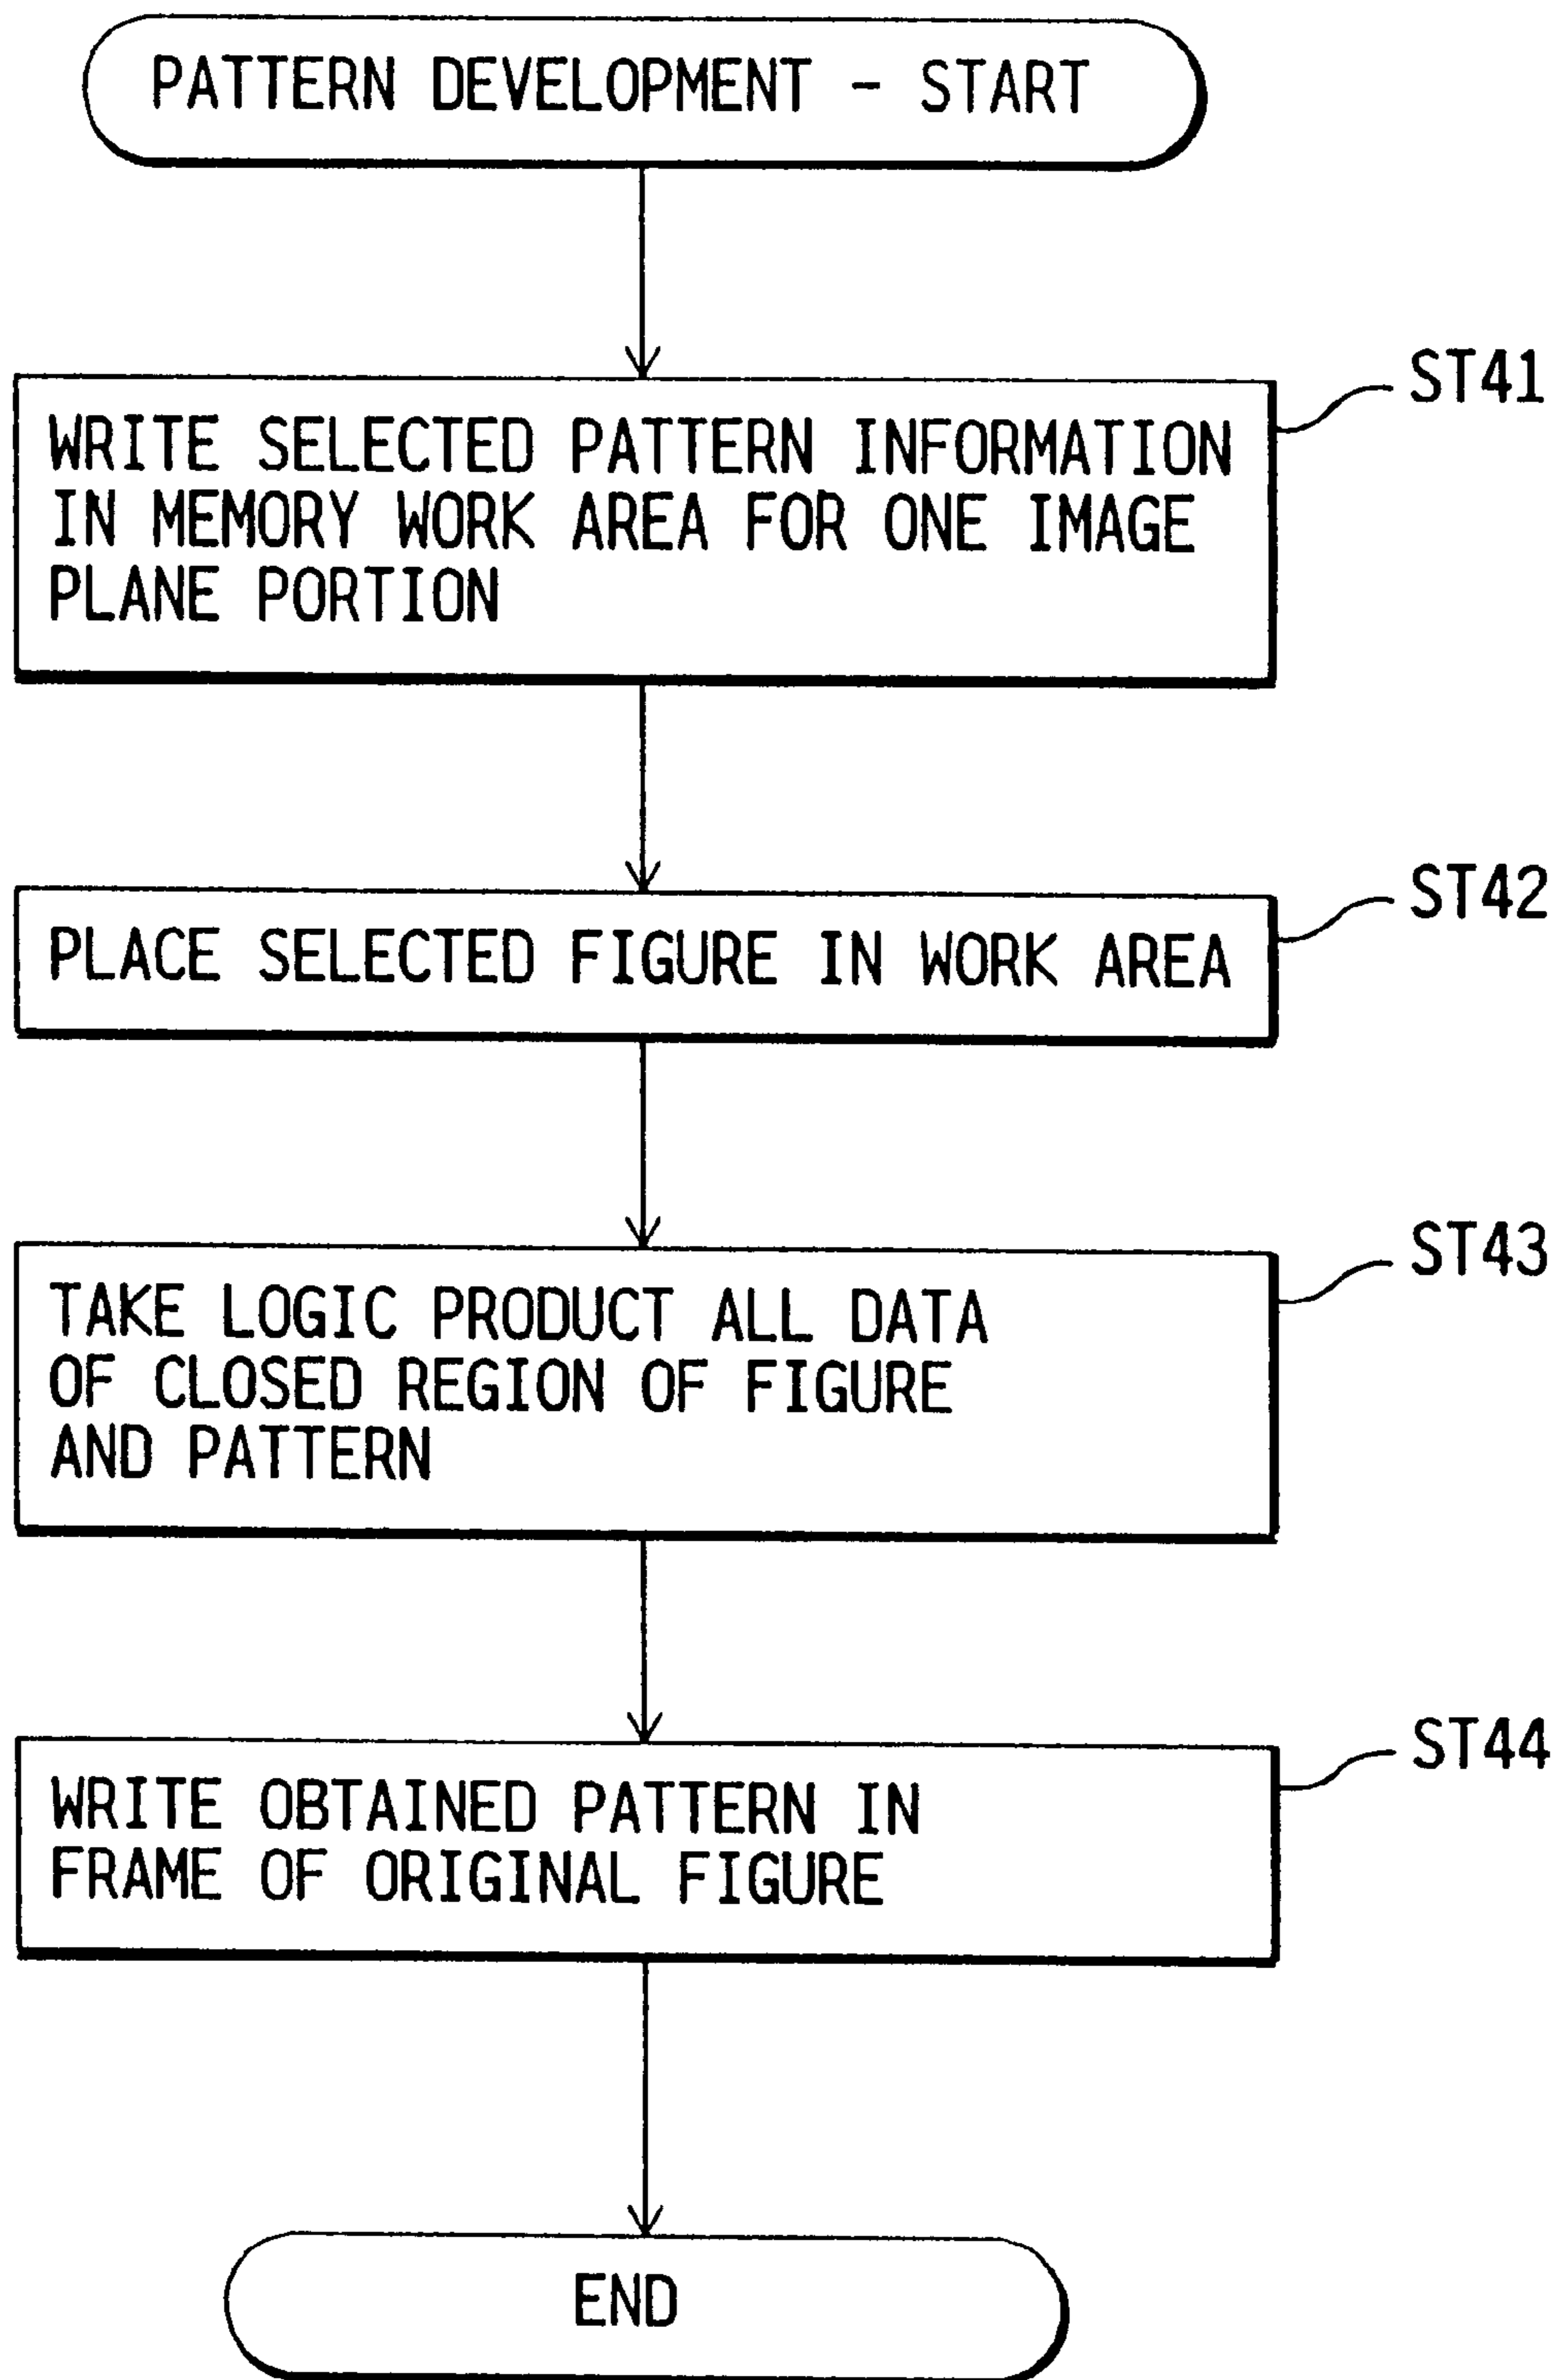 PATTERN DEVELOPMENT - START
ST41
WRITE SELECTED PATTERN INFORMATION
IN MEMORY WORK AREA FOR ONE IMAGE
PLANE PORTION
ST42
PLACE SELECTED FIGURE IN WORK AREA
ST43
TAKE LOGIC PRODUCT ALL DATA
OF CLOSED REGION OF FIGURE
AND PATTERN
ST44
WRITE OBTAINED PATTERN IN
FRAME OF ORIGINAL FIGURE
END